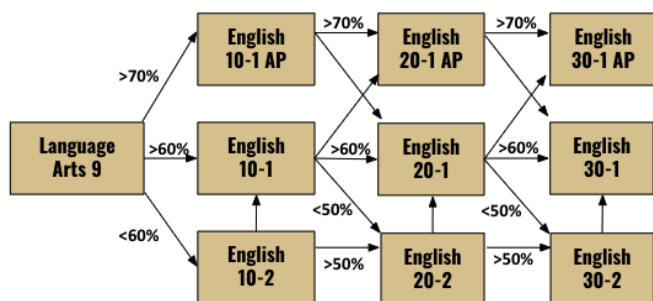 English
10-1 AP
>70%
English
20-1 AP
>70%
English
30-1 AP
>70%
Language
Arts 9
>60%
English
10-1
>60%
English
20-1
>60%
English
30-1
<60%
<50%
<50%
English
10-2
>50%
English
20-2
>50%
English
30-2